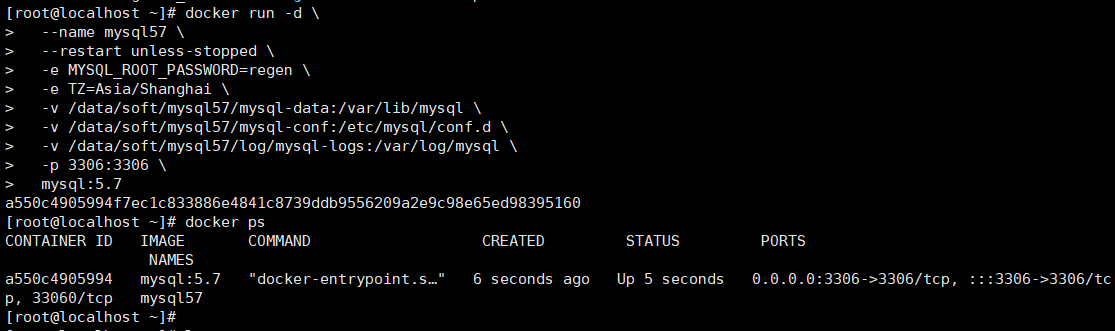 [root@localhost ~]# docker run -d \
>   --name mysql57 \
>   --restart unless-stopped \
>   -e MYSQL_ROOT_PASSWORD=regen \
>   -e TZ=Asia/Shanghai \
>   -v /data/soft/mysql57/mysql-data:/var/lib/mysql \
>   -v /data/soft/mysql57/mysql-conf:/etc/mysql/conf.d \
>   -v /data/soft/mysql57/log/mysql-logs:/var/log/mysql \
>   -p 3306:3306 \
>   mysql:5.7
a550c4905994f7ec1c833886e4841c8739ddb9556209a2e9c98e65ed98395160
[root@localhost ~]# docker ps
CONTAINER ID   IMAGE       COMMAND                  CREATED         STATUS         PORTS
                NAMES
a550c4905994   mysql:5.7   "docker-entrypoint.s…"   6 seconds ago   Up 5 seconds   0.0.0.0:3306->3306/tcp, :::3306->3306/tc
p, 33060/tcp   mysql57
[root@localhost ~]#